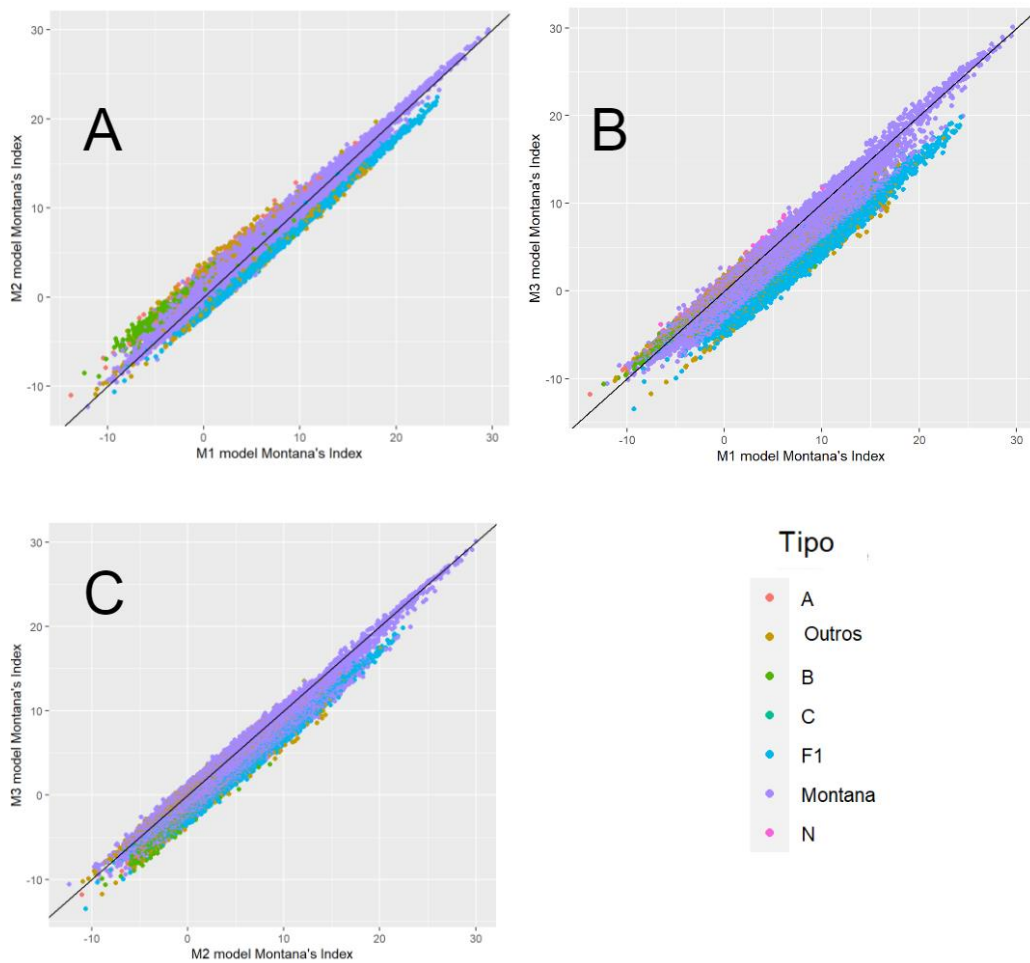 A
M2 model Montana's Index
30
20
10
0
-10
-10
0
10
20
30
M1 model Montana's Index
B
M3 model Montana's Index
30
20
10
0
-10
-10
0
10
20
30
M1 model Montana's Index
C
M3 model Montana's Index
30
20
10
0
-10
-10
0
10
20
30
M2 model Montana's Index
Tipo
A
Outros
B
C
F1
Montana
N